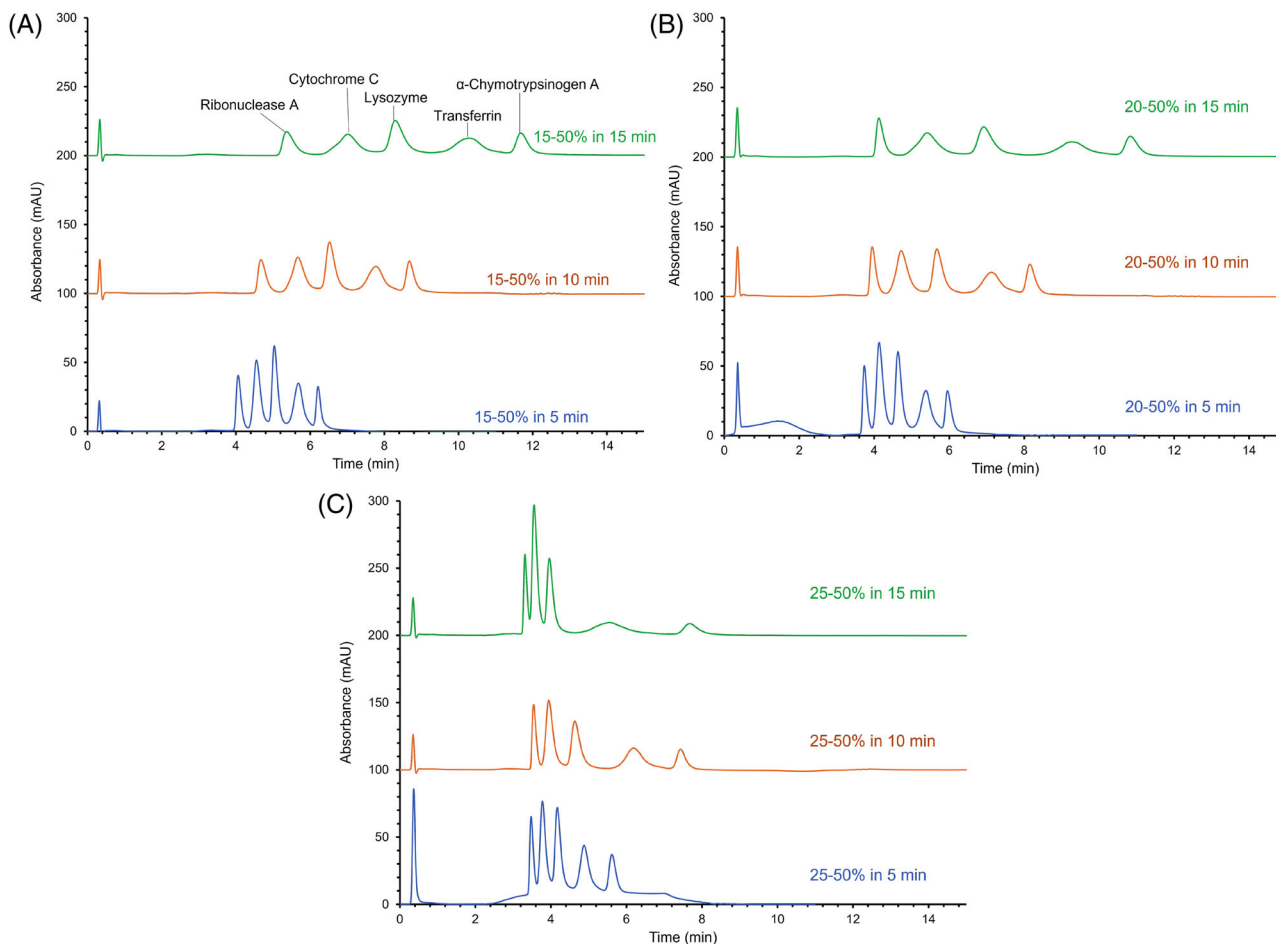 (A)
300
250
200
150
100
50
0
Absorbance (mAU)
Ribonuclease A
Cytochrome C
Lysozyme
Transferrin
α-Chymotrypsinogen A
15-50% in 15 min
15-50% in 10 min
15-50% in 5 min
0 2 4 6 8 10 12 14
Time (min)
(B)
300
250
200
150
100
50
0
Absorbance (mAU)
20-50% in 15 min
20-50% in 10 min
20-50% in 5 min
0 2 4 6 8 10 12 14
Time (min)
(C)
300
250
200
150
100
50
0
Absorbance (mAU)
25-50% in 15 min
25-50% in 10 min
25-50% in 5 min
0 2 4 6 8 10 12 14
Time (min)